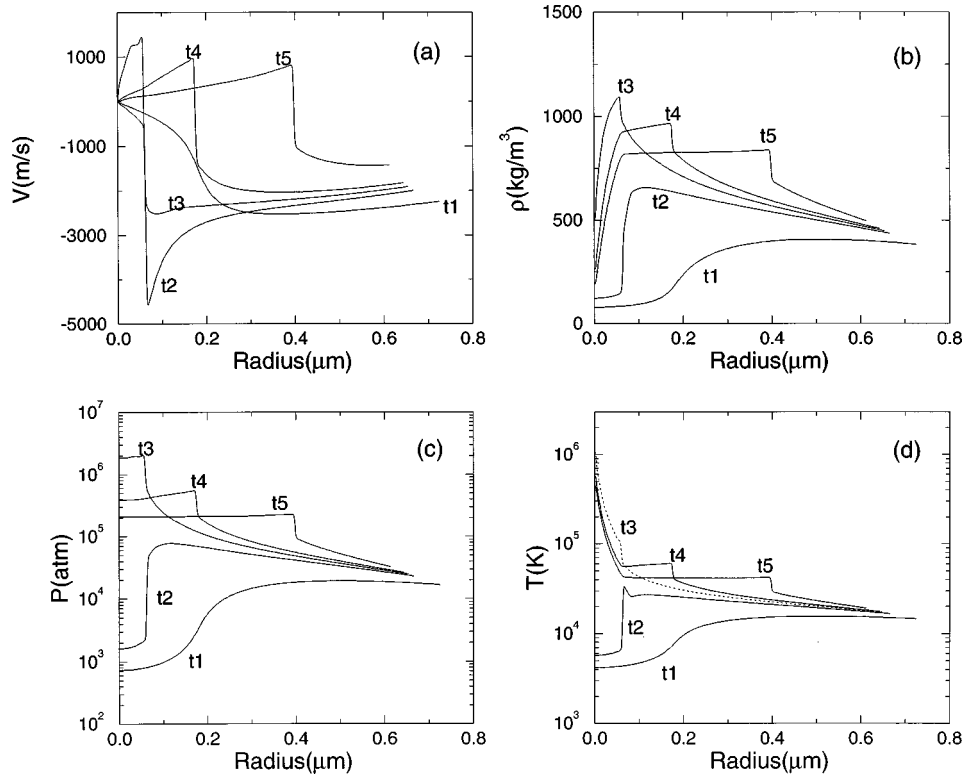 (a)
V(m/s)
1000
-1000
-3000
-5000
t4
t5
t3
t2
t1
0.0
0.2
0.4
0.6
0.8
Radius(μm)
(b)
ρ(kg/m³)
1500
1000
500
0
t3
t4
t5
t2
t1
0.0
0.2
0.4
0.6
0.8
Radius(μm)
(c)
P(atm)
10⁷
10⁶
10⁵
10⁴
10³
10²
t3
t4
t5
t2
t1
0.0
0.2
0.4
0.6
0.8
Radius(μm)
(d)
T(K)
10⁶
10⁵
10⁴
10³
t3
t4
t5
t2
t1
0.0
0.2
0.4
0.6
0.8
Radius(μm)